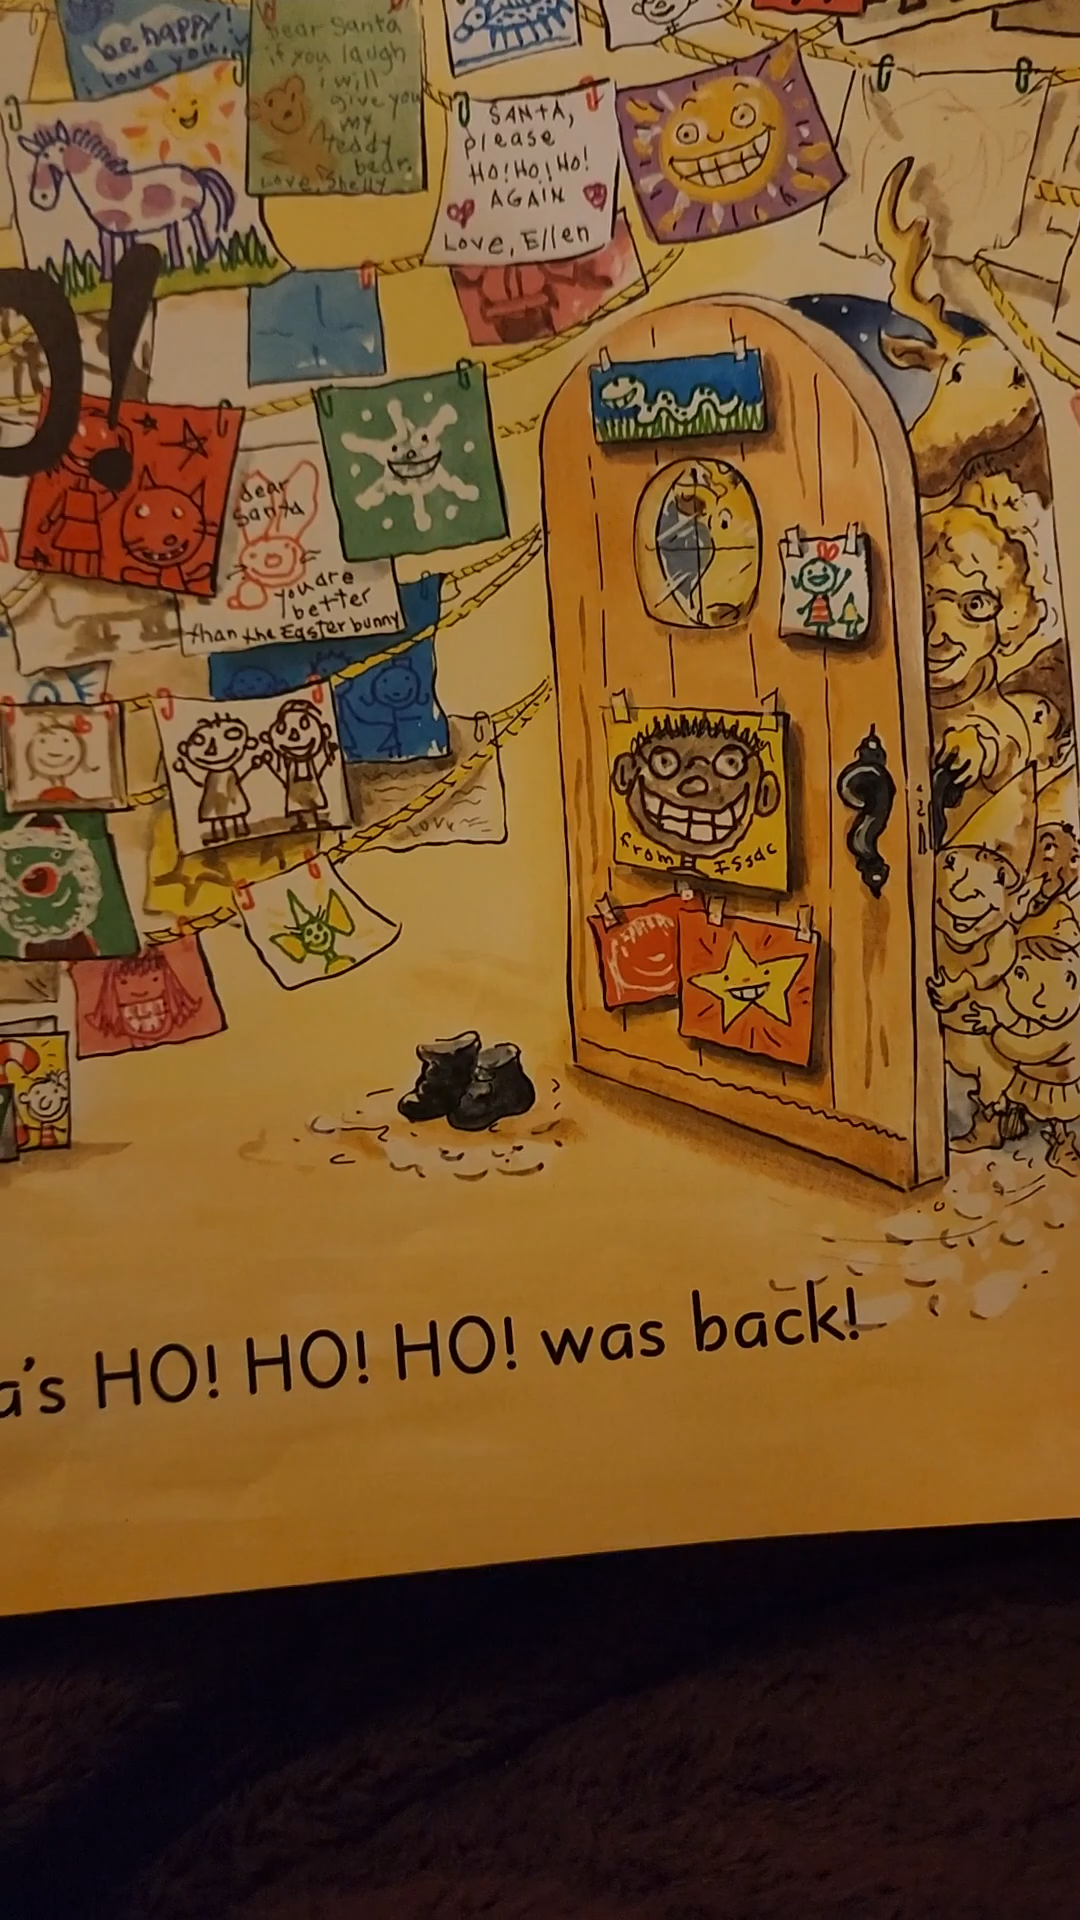 be happy!
i love you!
dear Santa
if you laugh
i will
give you
my
teddy
bear.
Love, Shelly
SANTA,
please
HO! HO! HO!
AGAIN
Love, Ellen
O!
dear
santa
you are
better
than the Easter bunny
Love
from Issac
a's HO! HO! HO! was back!